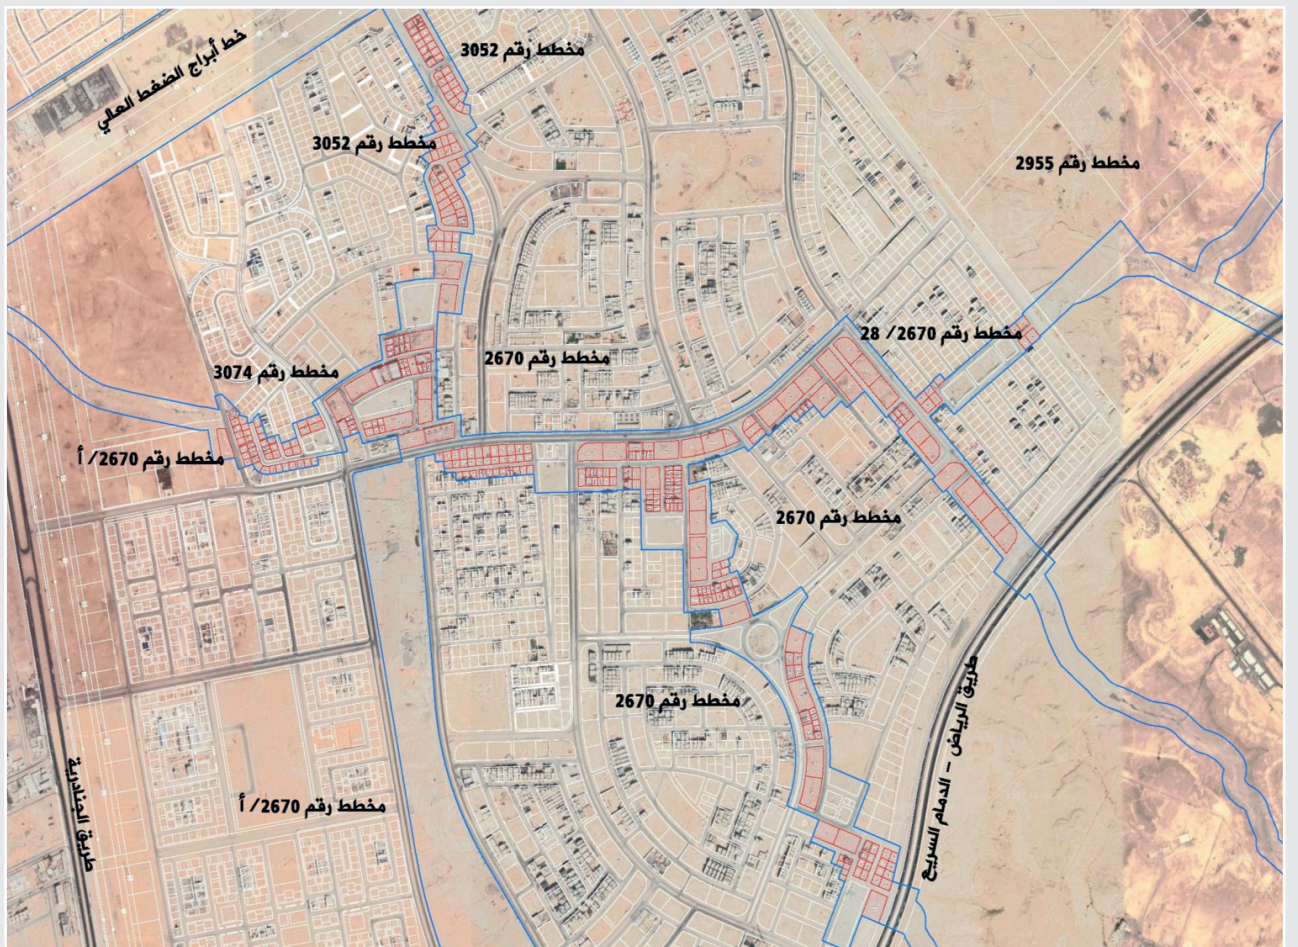 خط أبراج الضغط العالي
مخطط رقم 3052
مخطط رقم 3052
مخطط رقم 2955
مخطط رقم 2670 /28
مخطط رقم 2670
مخطط رقم 3074
مخطط رقم 2670/ أ
مخطط رقم 2670
مخطط رقم 2670
طريق الرياض - الدمام السريع
طريق الجنادرية
مخطط رقم 2670/ أ